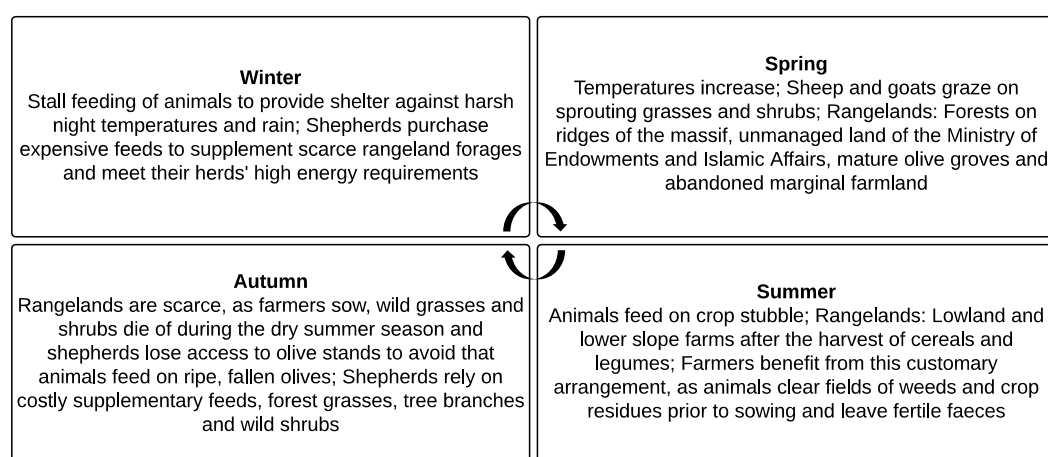 Winter
Stall feeding of animals to provide shelter against harsh
night temperatures and rain; Shepherds purchase
expensive feeds to supplement scarce rangeland forages
and meet their herds' high energy requirements
Spring
Temperatures increase; Sheep and goats graze on
sprouting grasses and shrubs; Rangelands: Forests on
ridges of the massif, unmanaged land of the Ministry of
Endowments and Islamic Affairs, mature olive groves and
abandoned marginal farmland
Autumn
Rangelands are scarce, as farmers sow, wild grasses and
shrubs die of during the dry summer season and
shepherds lose access to olive stands to avoid that
animals feed on ripe, fallen olives; Shepherds rely on
costly supplementary feeds, forest grasses, tree branches
and wild shrubs
Summer
Animals feed on crop stubble; Rangelands: Lowland and
lower slope farms after the harvest of cereals and
legumes; Farmers benefit from this customary
arrangement, as animals clear fields of weeds and crop
residues prior to sowing and leave fertile faeces